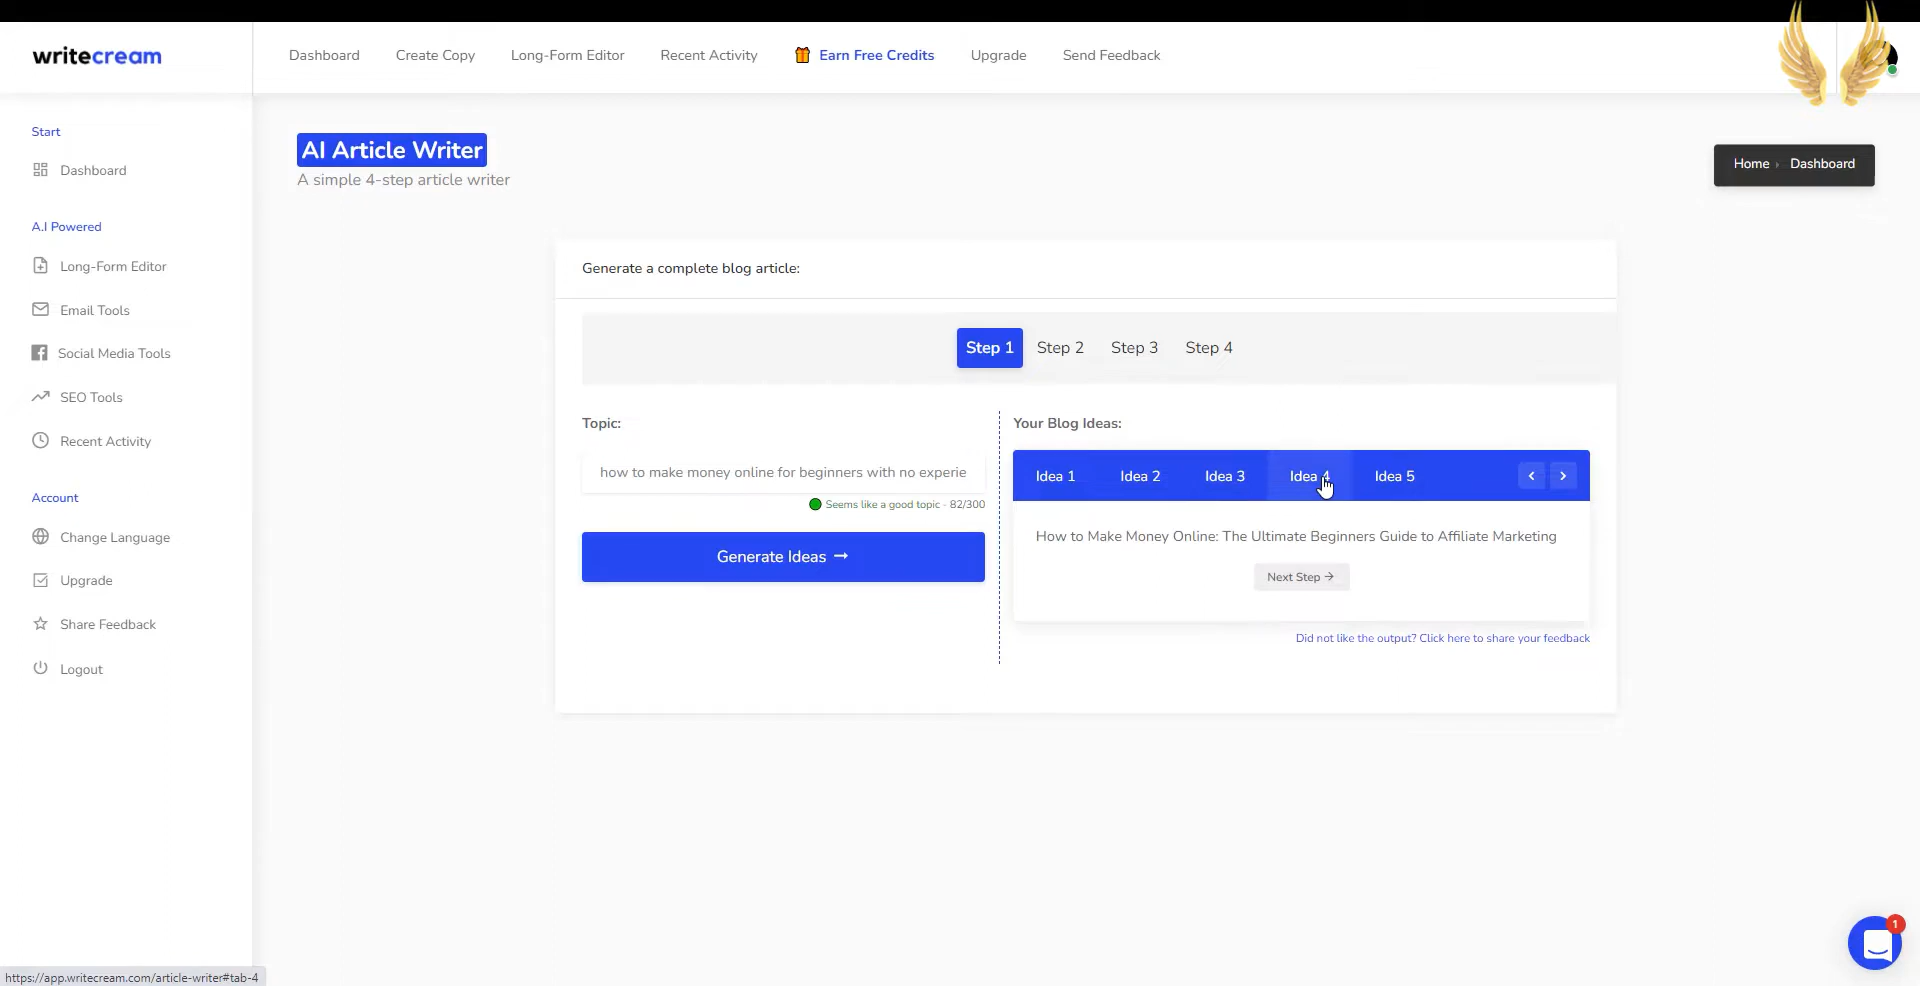 writecream
Dashboard
Create Copy
Long-Form Editor
Recent Activity
Earn Free Credits
Upgrade
Send Feedback
Start
Dashboard
A.I Powered
Long-Form Editor
Email Tools
Social Media Tools
SEO Tools
Recent Activity
Account
Change Language
Upgrade
Share Feedback
Logout
AI Article Writer
A simple 4-step article writer
Home › Dashboard
Generate a complete blog article:
Step 1 Step 2 Step 3 Step 4
Topic:
how to make money online for beginners with no experie
Seems like a good topic - 82/300
Generate Ideas →
Your Blog Ideas:
Idea 1 Idea 2 Idea 3 Idea 4 Idea 5
How to Make Money Online: The Ultimate Beginners Guide to Affiliate Marketing
Next Step →
Did not like the output? Click here to share your feedback
1
https://app.writecream.com/article-writer#tab-4